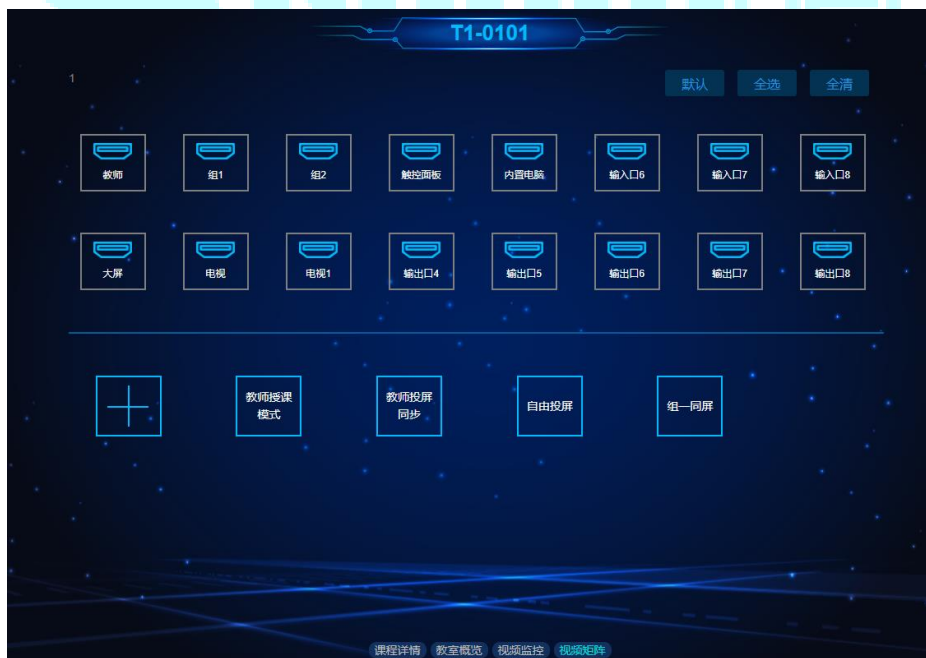 T1-0101
1
默认 全选 全清
教师 组1 组2 触控面板 内置电脑 输入口6 输入口7 输入口8
大屏 电视 电视1 输出口4 输出口5 输出口6 输出口7 输出口8
教师授课
模式
教师投屏
同步
自由投屏
组一同屏
课程详情 教室概览 视频监控 视频矩阵